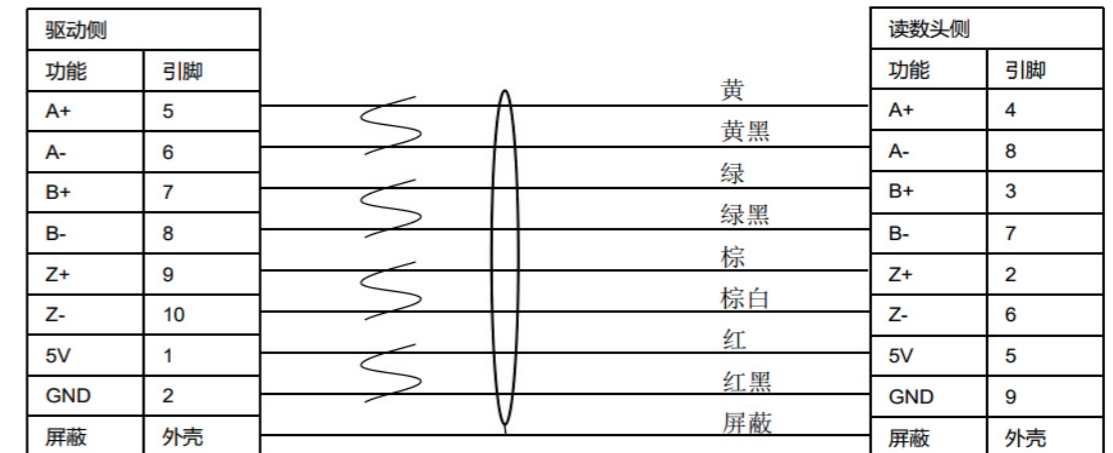 驱动侧 读数头侧
功能 引脚 功能 引脚
A+ 5 黄 A+ 4
A- 6 黄黑 A- 8
B+ 7 绿 B+ 3
B- 8 绿黑 B- 7
Z+ 9 棕 Z+ 2
Z- 10 棕白 Z- 6
5V 1 红 5V 5
GND 2 红黑 GND 9
屏蔽 外壳 屏蔽 屏蔽 外壳